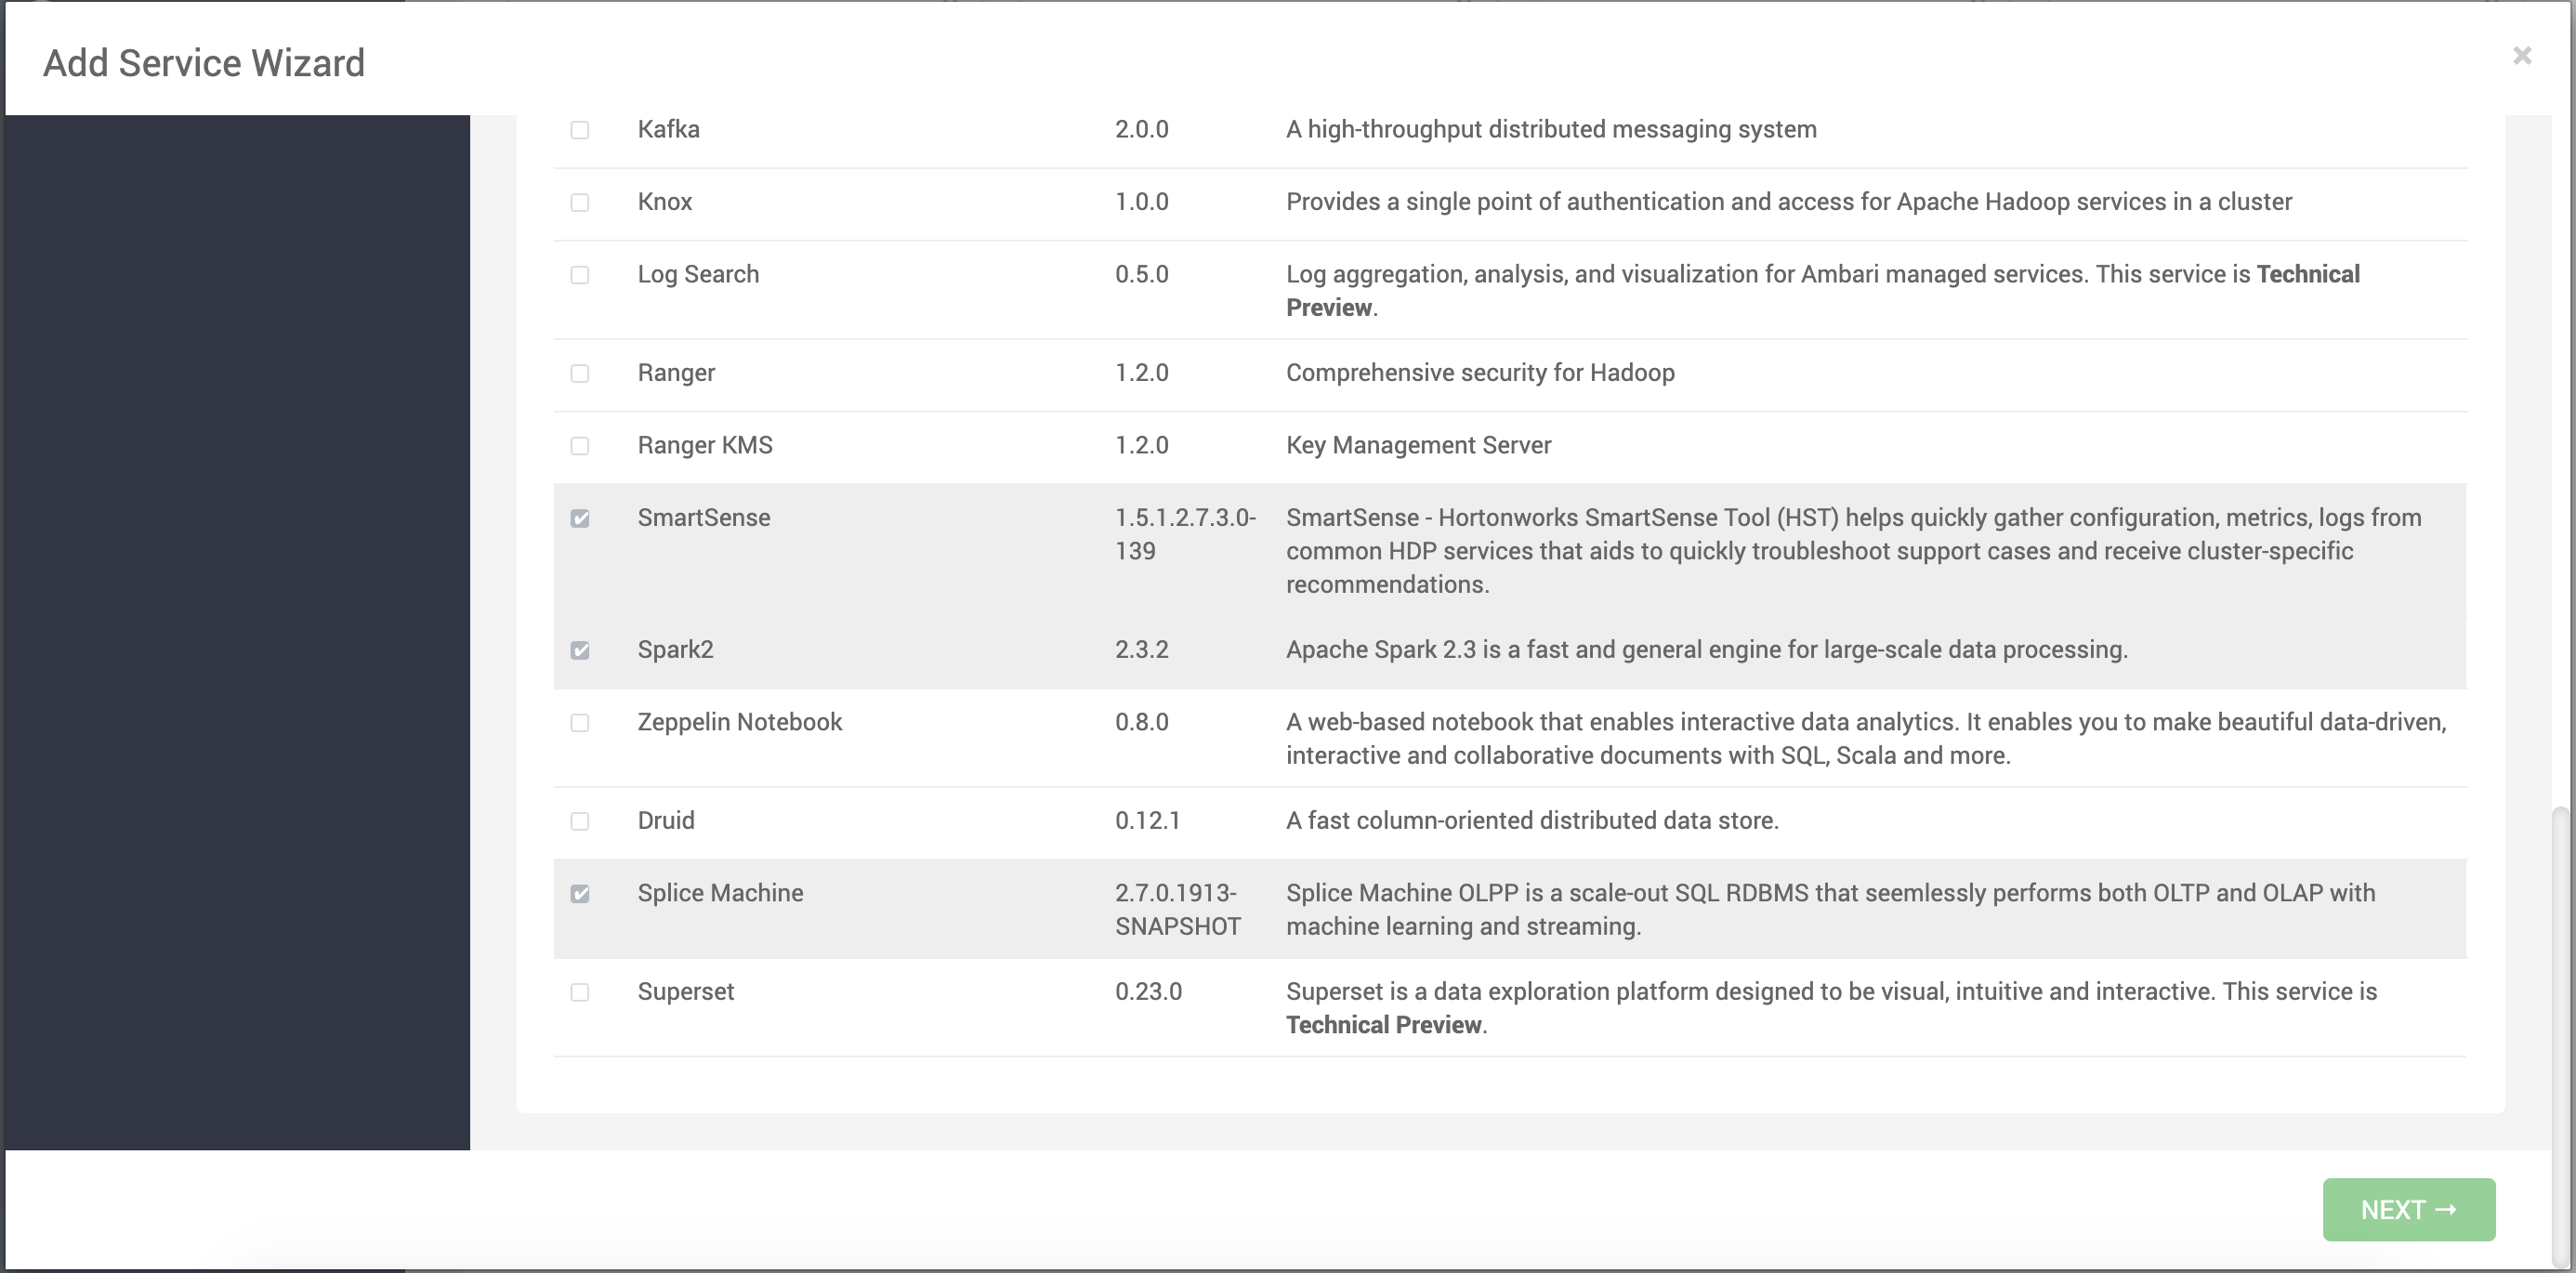 Add Service Wizard
×
Kafka 2.0.0 A high-throughput distributed messaging system
Knox 1.0.0 Provides a single point of authentication and access for Apache Hadoop services in a cluster
Log Search 0.5.0 Log aggregation, analysis, and visualization for Ambari managed services. This service is Technical
Preview.
Ranger 1.2.0 Comprehensive security for Hadoop
Ranger KMS 1.2.0 Key Management Server
SmartSense 1.5.1.2.7.3.0- SmartSense - Hortonworks SmartSense Tool (HST) helps quickly gather configuration, metrics, logs from
139 common HDP services that aids to quickly troubleshoot support cases and receive cluster-specific
recommendations.
Spark2 2.3.2 Apache Spark 2.3 is a fast and general engine for large-scale data processing.
Zeppelin Notebook 0.8.0 A web-based notebook that enables interactive data analytics. It enables you to make beautiful data-driven,
interactive and collaborative documents with SQL, Scala and more.
Druid 0.12.1 A fast column-oriented distributed data store.
Splice Machine 2.7.0.1913- Splice Machine OLPP is a scale-out SQL RDBMS that seemlessly performs both OLTP and OLAP with
SNAPSHOT machine learning and streaming.
Superset 0.23.0 Superset is a data exploration platform designed to be visual, intuitive and interactive. This service is
Technical Preview.
NEXT →